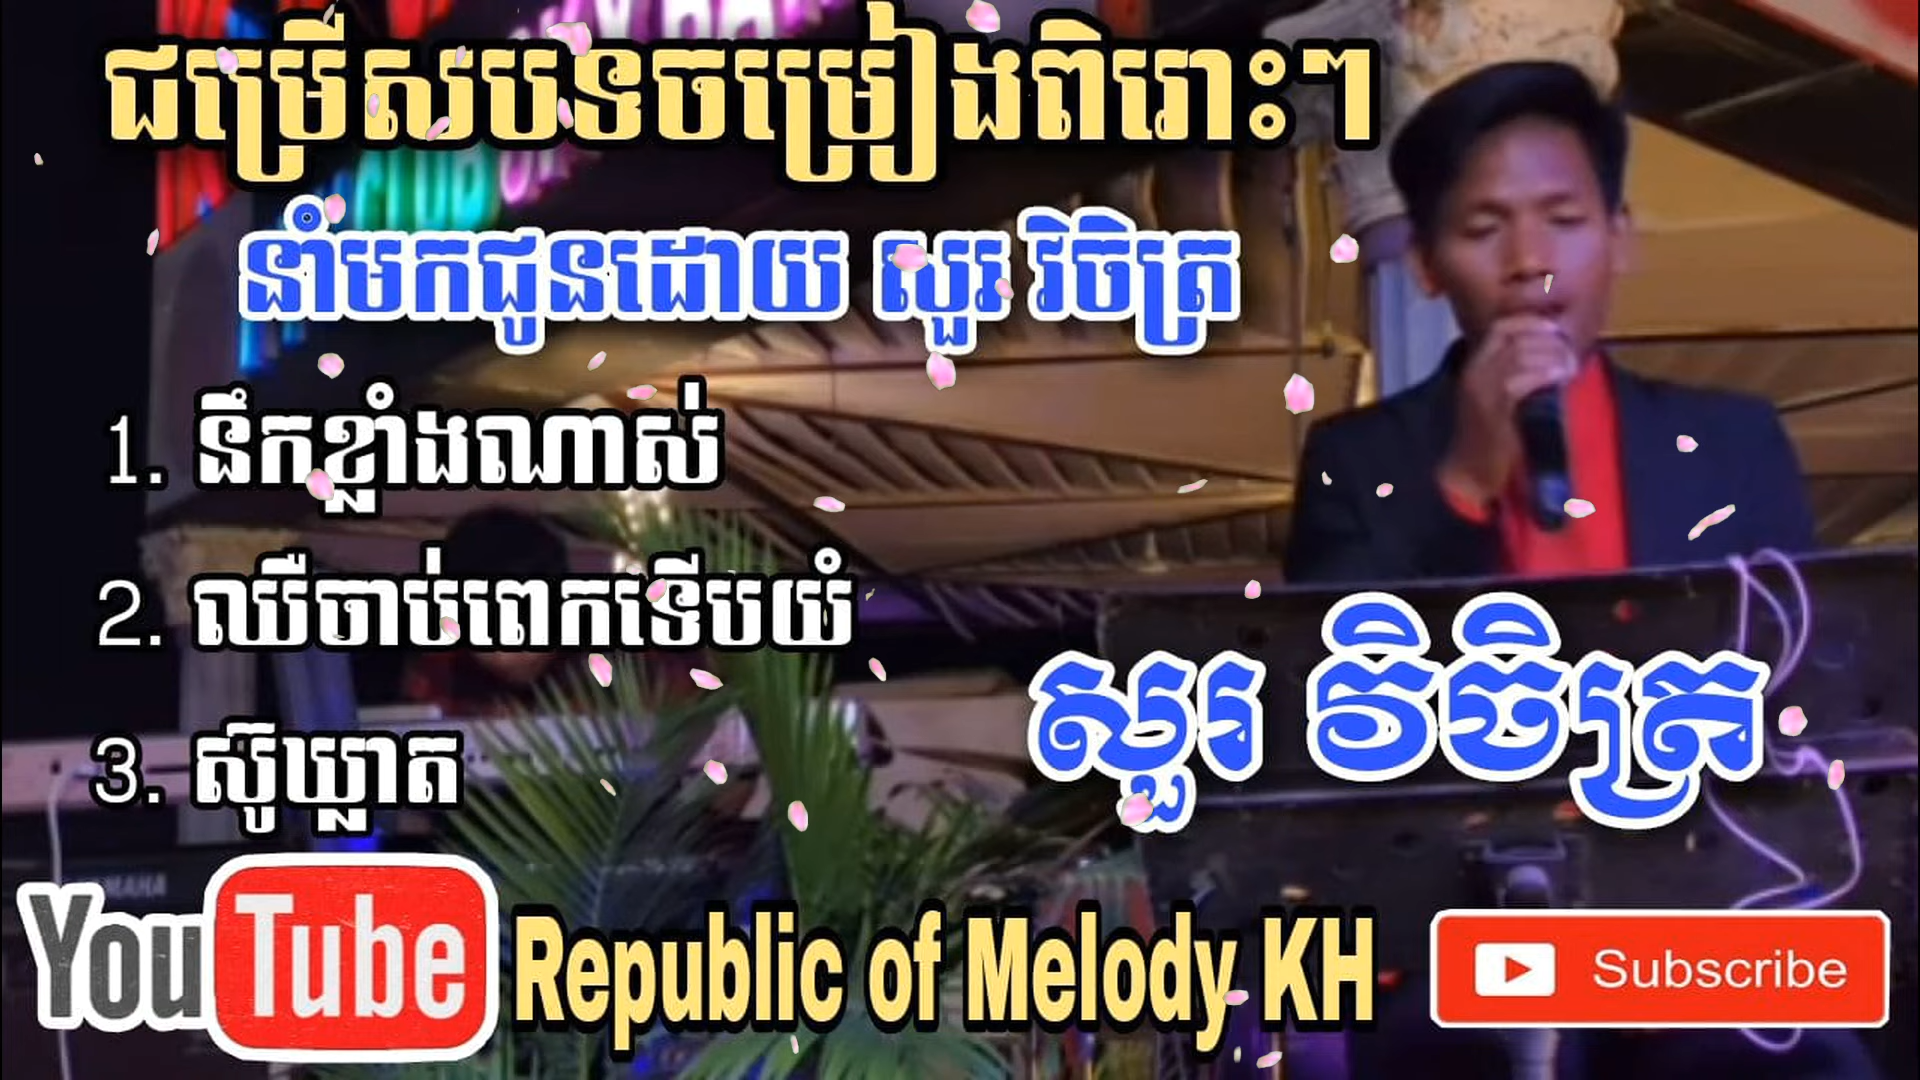 ជម្រើសបទចម្រៀងពិរោះៗ
នាំមកជូនដោយ សួរ វិចិត្រ
1. នឹកខ្លាំងណាស់
2. ឈឺចាប់ពេកទើបយំ
3. ស៊ូឃ្លាត
សួរ វិចិត្រ
YAMAHA
YouTube Republic of Melody KH Subscribe